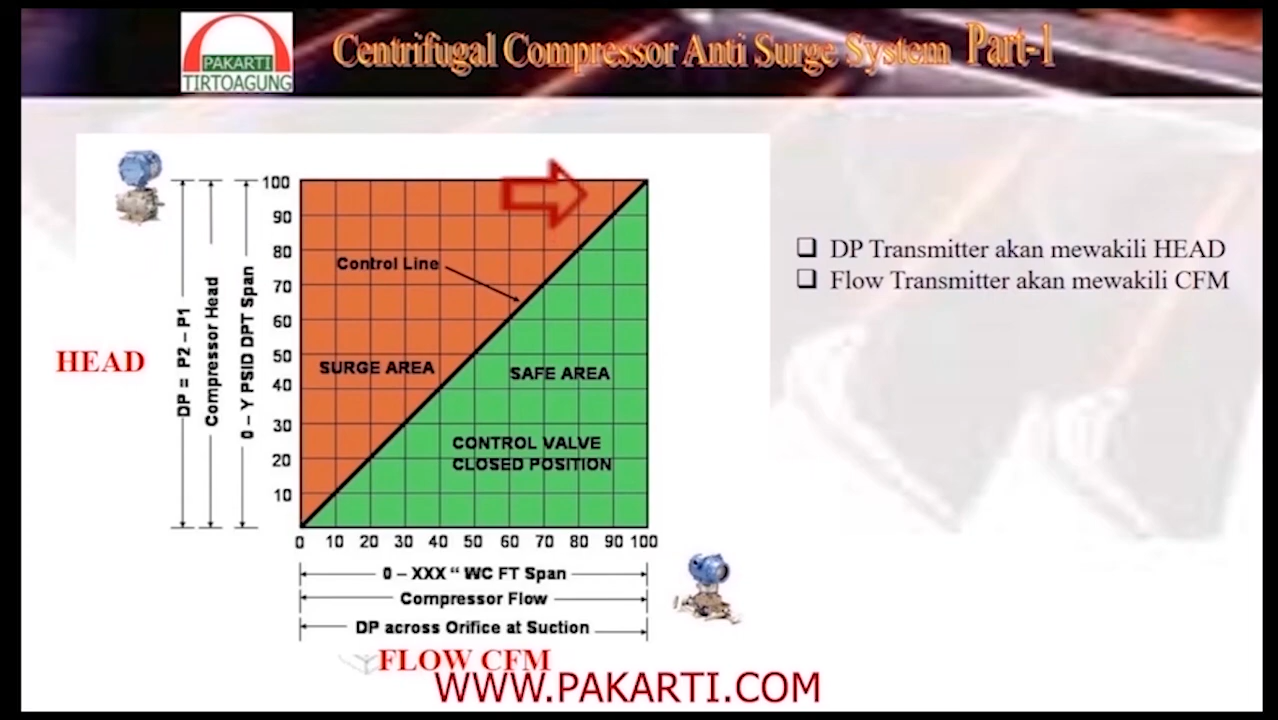 PAKARTI
TIRTOAGUNG
Centrifugal Compressor Anti Surge System Part-1
HEAD
DP = P2 – P1
Compressor Head
0 – Y PSID DPT Span
100
90
80
70
60
50
40
30
20
10
Control Line
SURGE AREA
SAFE AREA
CONTROL VALVE
CLOSED POSITION
0 10 20 30 40 50 60 70 80 90 100
0 – XXX “ WC FT Span
Compressor Flow
DP across Orifice at Suction
FLOW CFM
❑ DP Transmitter akan mewakili HEAD
❑ Flow Transmitter akan mewakili CFM
WWW.PAKARTI.COM